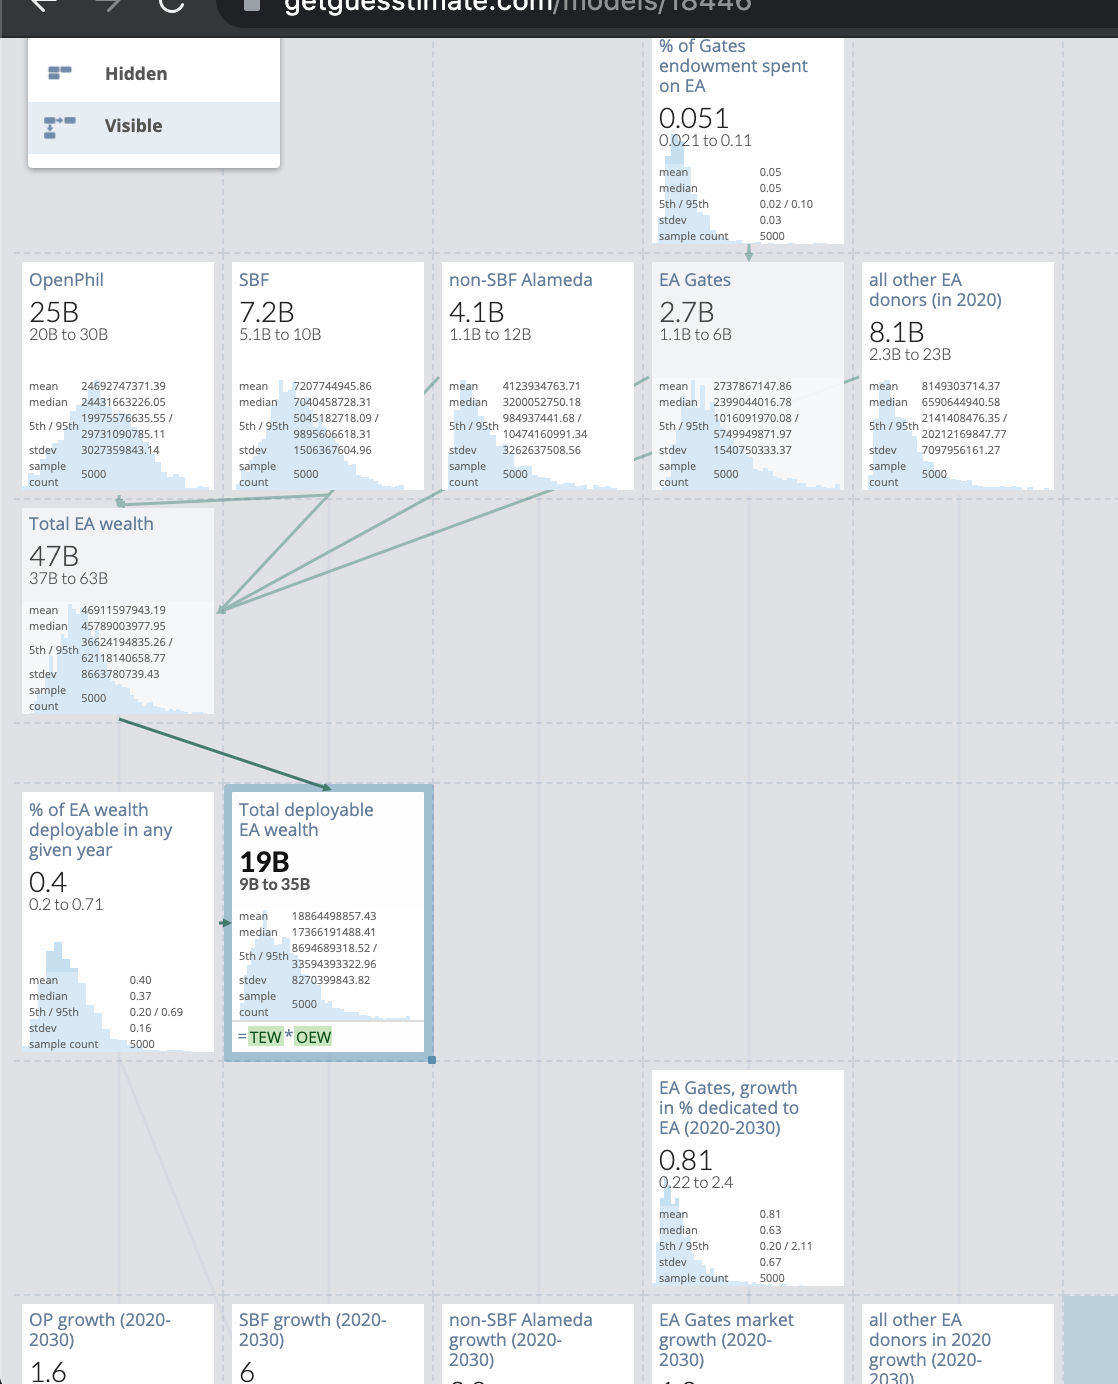 getguesstimate.com/models/18446
Hidden
Visible
% of Gates
endowment spent
on EA
0.051
0.021 to 0.11
mean 0.05
median 0.05
5th / 95th 0.02 / 0.10
stdev 0.03
sample count 5000
OpenPhil
25B
20B to 30B
mean 24692747371.39
median 24431663226.05
5th / 95th 19975576635.55 /
29731090785.11
stdev 3027359843.14
sample
count 5000
SBF
7.2B
5.1B to 10B
mean 7207744945.86
median 7040458728.31
5th / 95th 5045182718.09 /
9895606618.31
stdev 1506367604.96
sample
count 5000
non-SBF Alameda
4.1B
1.1B to 12B
mean 4123934763.71
median 3200052750.18
5th / 95th 984937441.68 /
10474160991.34
stdev 3262637508.56
sample
count 5000
EA Gates
2.7B
1.1B to 6B
mean 2737867147.86
median 2399044016.78
5th / 95th 1016091970.08 /
5749949871.97
stdev 1540750333.37
sample
count 5000
all other EA
donors (in 2020)
8.1B
2.3B to 23B
mean 8149303714.37
median 6590644940.58
5th / 95th 2141408476.35 /
20212169847.77
stdev 7097956161.27
sample
count 5000
Total EA wealth
47B
37B to 63B
mean 46911597943.19
median 45789003977.95
5th / 95th 36624194835.26 /
62118140658.77
stdev 8663780739.43
sample
count 5000
% of EA wealth
deployable in any
given year
0.4
0.2 to 0.71
mean 0.40
median 0.37
5th / 95th 0.20 / 0.69
stdev 0.16
sample count 5000
Total deployable
EA wealth
19B
9B to 35B
mean 18864498857.43
median 17366191488.41
5th / 95th 8694689318.52 /
33594393322.96
stdev 8270399843.82
sample
count 5000
=TEW*OEW
EA Gates, growth
in % dedicated to
EA (2020-2030)
0.81
0.22 to 2.4
mean 0.81
median 0.63
5th / 95th 0.20 / 2.11
stdev 0.67
sample count 5000
OP growth (2020-
2030)
1.6
SBF growth (2020-
2030)
6
non-SBF Alameda
growth (2020-
2030)
EA Gates market
growth (2020-
2030)
all other EA
donors in 2020
growth (2020-
2030)